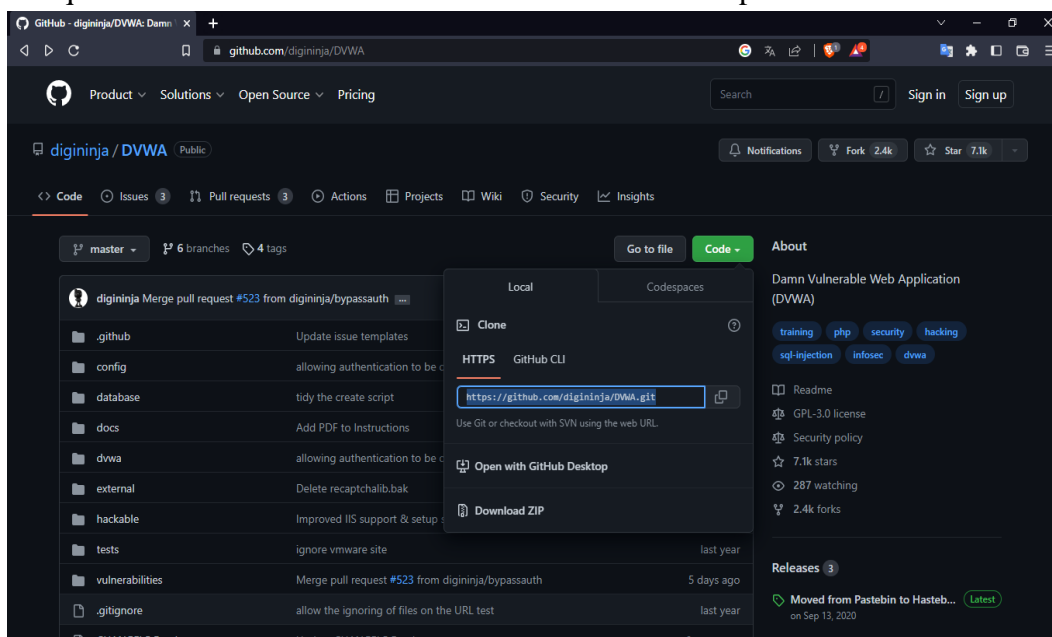 GitHub - digininja/DVWA: Damn
github.com/digininja/DVWA
Product Solutions Open Source Pricing
Search /
Sign in Sign up
digininja / DVWA Public
Notifications Fork 2.4k Star 7.1k
Code Issues 3 Pull requests 3 Actions Projects Wiki Security Insights
master 6 branches 4 tags
Go to file Code
digininja Merge pull request #523 from digininja/bypassauth ...
.github Update issue templates
config allowing authentication to be
database tidy the create script
docs Add PDF to Instructions
dvwa allowing authentication to be
external Delete recaptchalib.bak
hackable Improved IIS support & setup
tests ignore vmware site last year
vulnerabilities Merge pull request #523 from digininja/bypassauth 5 days ago
.gitignore allow the ignoring of files on the URL test last year
Local Codespaces
Clone
HTTPS GitHub CLI
https://github.com/digininja/DVWA.git
Use Git or checkout with SVN using the web URL.
Open with GitHub Desktop
Download ZIP
About
Damn Vulnerable Web Application
(DVWA)
training php security hacking
sql-injection infosec dvwa
Readme
GPL-3.0 license
Security policy
7.1k stars
287 watching
2.4k forks
Releases 3
Moved from Pastebin to Hasteb... Latest
on Sep 13, 2020